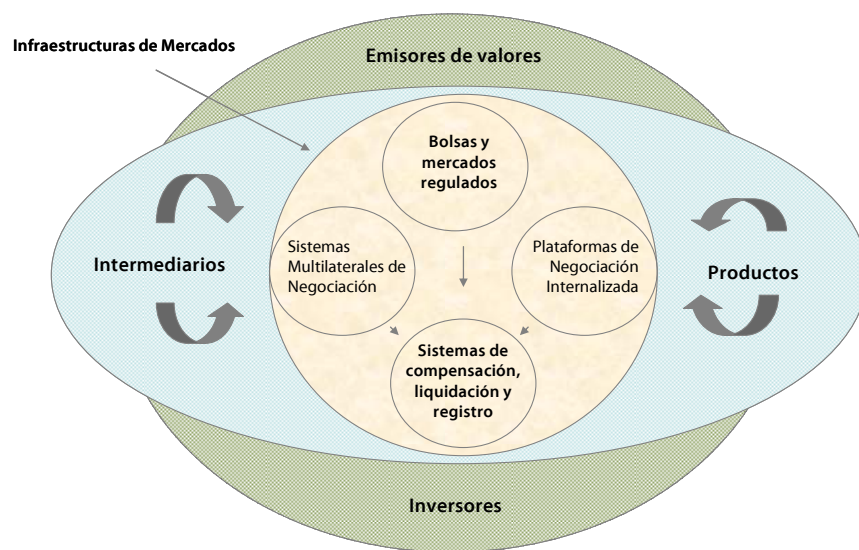 Infraestructuras de Mercados
Emisores de valores
Bolsas y
mercados
regulados
Intermediarios
Sistemas
Multilaterales de
Negociación
Plataformas de
Negociación
Internalizada
Productos
Sistemas de
compensación,
liquidación y
registro
Inversores